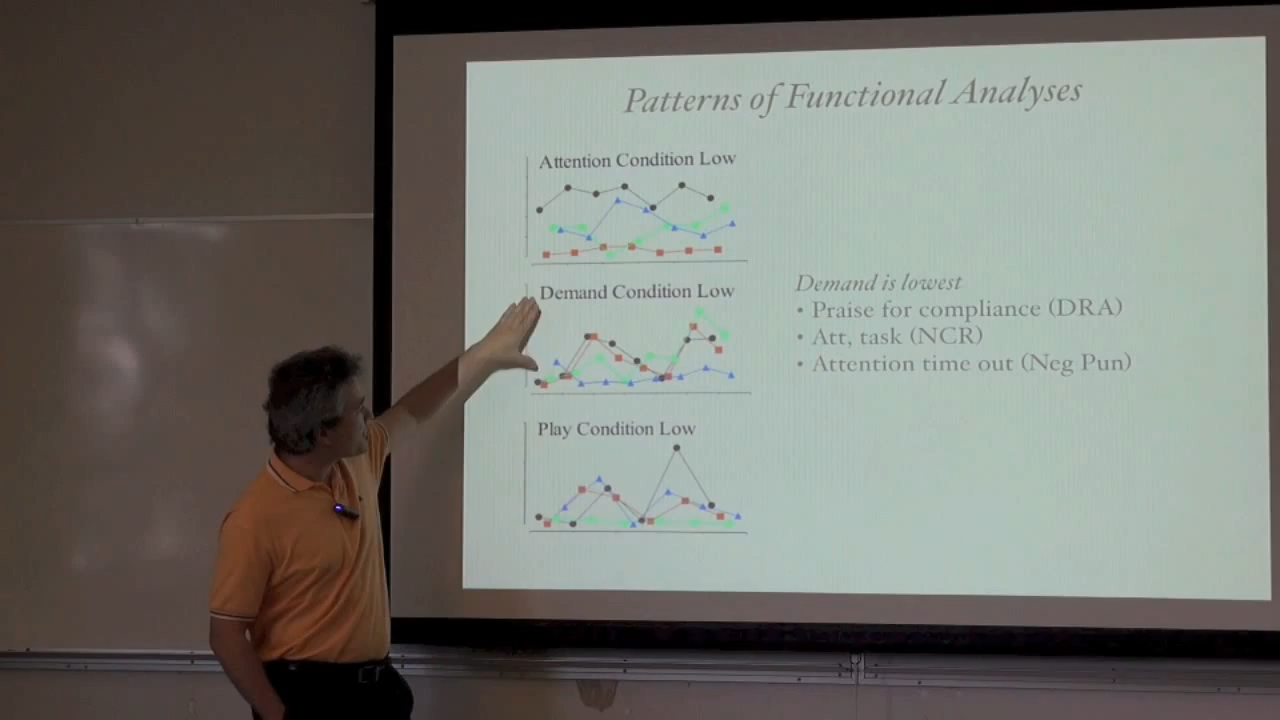 Patterns of Functional Analyses
Attention Condition Low
Demand Condition Low
Play Condition Low
Demand is lowest
• Praise for compliance (DRA)
• Att, task (NCR)
• Attention time out (Neg Pun)